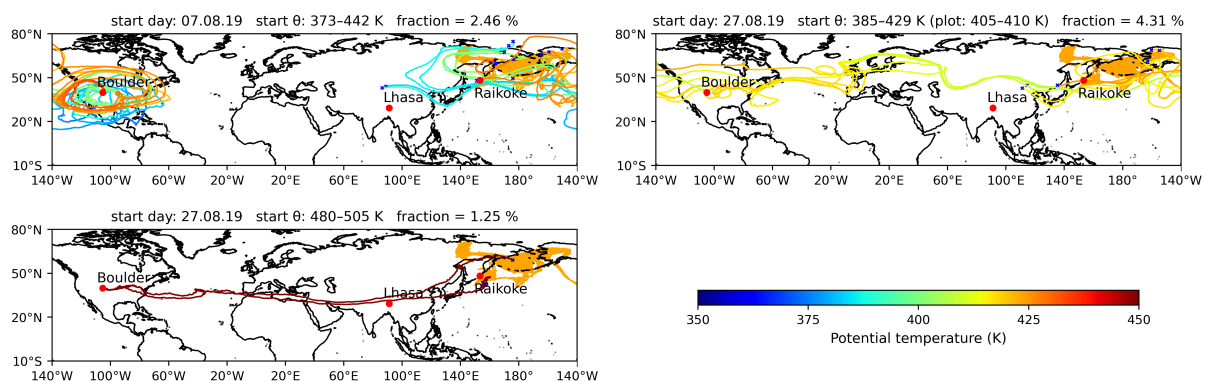 start day: 07.08.19   start θ: 373–442 K   fraction = 2.46 %
80°N
50°N
20°N
10°S
Boulder
Lhasa
Raikoke
140°W 100°W 60°W 20°W 20°E 60°E 100°E 140°E 180° 140°W
start day: 27.08.19   start θ: 385–429 K (plot: 405–410 K)   fraction = 4.31 %
80°N
50°N
20°N
10°S
Boulder
Lhasa
Raikoke
140°W 100°W 60°W 20°W 20°E 60°E 100°E 140°E 180° 140°W
start day: 27.08.19   start θ: 480–505 K   fraction = 1.25 %
80°N
50°N
20°N
10°S
Boulder
Lhasa
Raikoke
140°W 100°W 60°W 20°W 20°E 60°E 100°E 140°E 180° 140°W
350 375 400 425 450
Potential temperature (K)